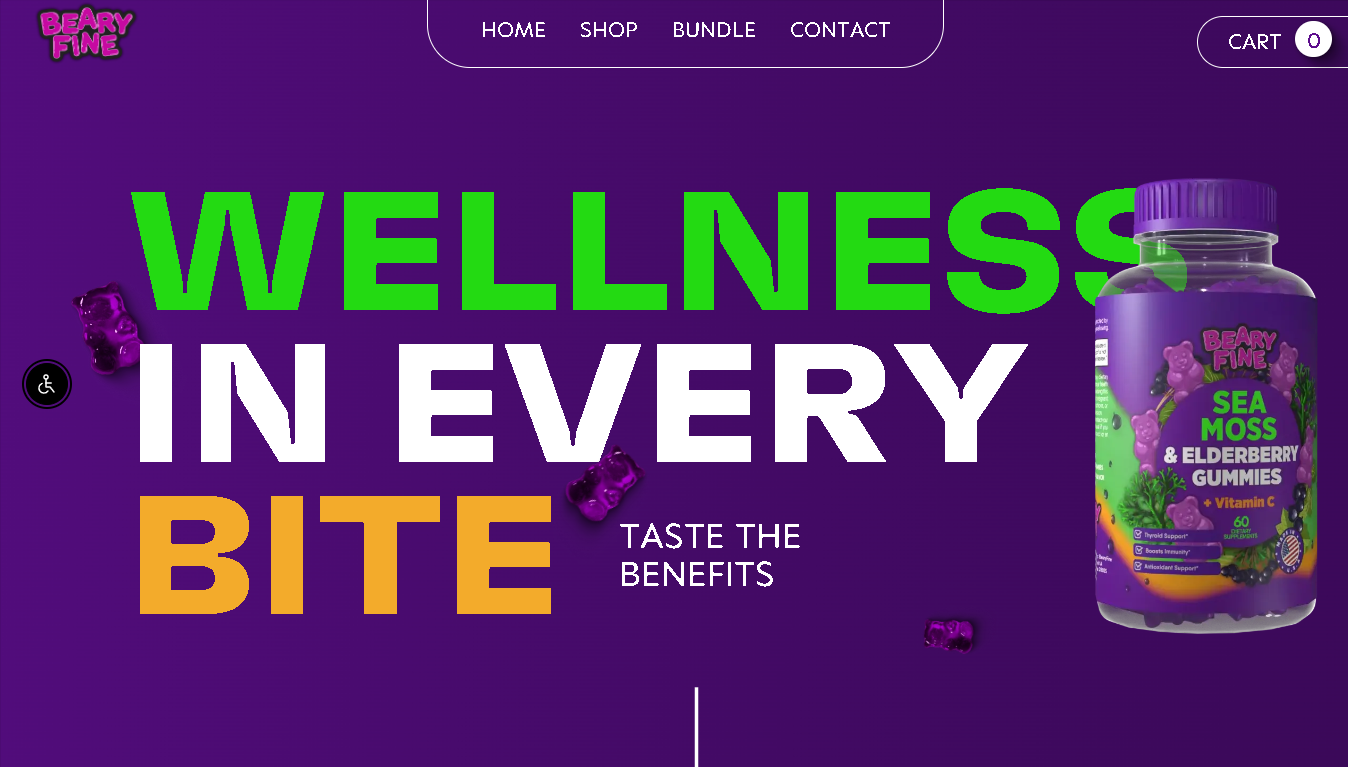 BEARY
FINE
HOME SHOP BUNDLE CONTACT
CART 0
WELLNESS
IN EVERY
BITE
TASTE THE
BENEFITS
BEARY
FINE
SEA
MOSS
& ELDERBERRY
GUMMIES
+ Vitamin C
60
DIETARY
SUPPLEMENTS
Thyroid Support*
Boosts Immunity*
Antioxidant Support*